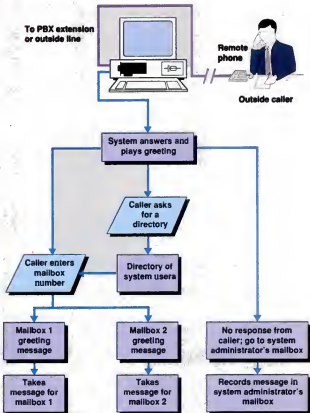 To PBX extension
or outside line
Remote
phone
Outside caller
System answers and
plays greeting
Caller asks
for a
directory
Caller enters
mailbox
number
Directory of
system users
Mailbox 1
greeting
message
Mailbox 2
greeting
message
No response from
caller; go to system
administrator's mailbox
Takes
message for
mailbox 1
Takes
message for
mailbox 2
Records message in
system administrator's
mailbox